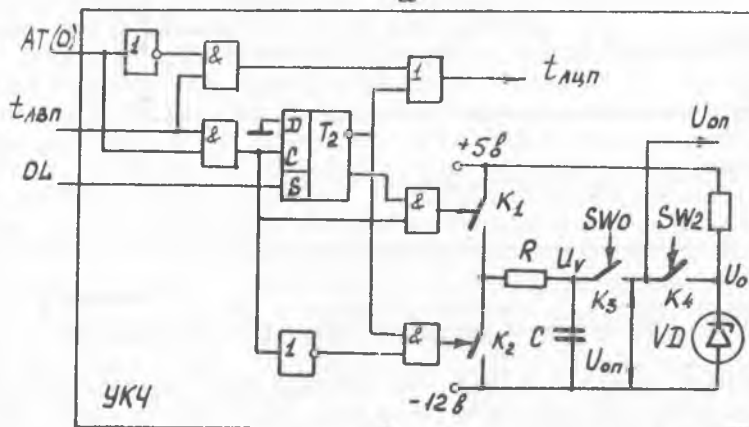 AT(0)
1
&
1
t_АЦП
t_АВП
&
D T2
C
S
DL
U_оп
+5в
&
K1
SW0
SW2
R
U_v
K3
K4
U_0
&
K2
C
U_оп
VD
1
УКЧ
-12в